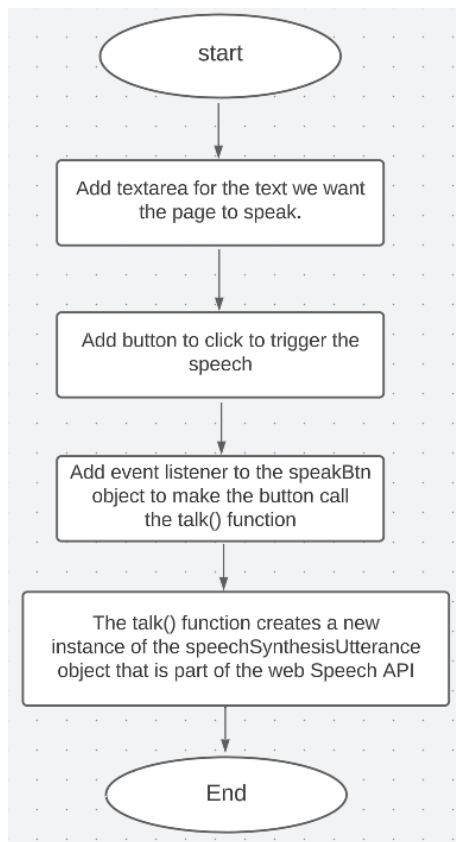 start
Add textarea for the text we want
the page to speak.
Add button to click to trigger the
speech
Add event listener to the speakBtn
object to make the button call
the talk() function
The talk() function creates a new
instance of the speechSynthesisUtterance
object that is part of the web Speech API
End